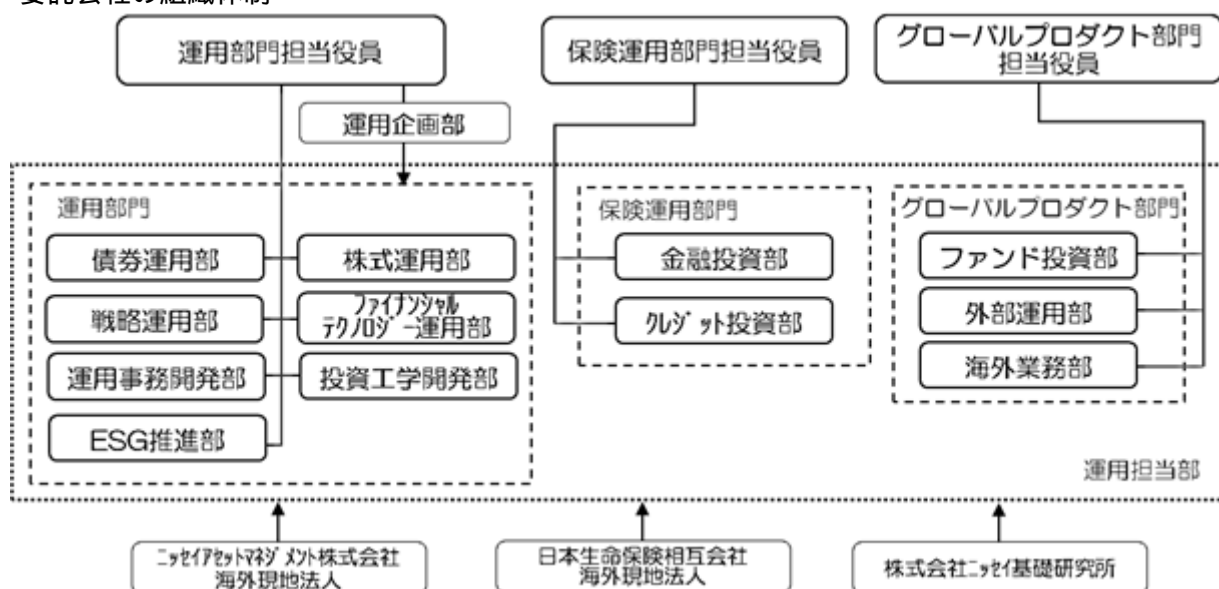 委託会社の組織体制
運用部門担当役員
保険運用部門担当役員
グローバルプロダクト部門
担当役員
運用企画部
運用部門
債券運用部
株式運用部
戦略運用部
ファイナンシャル
テクノロジー運用部
運用事務開発部
投資工学開発部
ESG推進部
保険運用部門
金融投資部
クレジット投資部
グローバルプロダクト部門
ファンド投資部
外部運用部
海外業務部
運用担当部
ニッセイアセットマネジメント株式会社
海外現地法人
日本生命保険相互会社
海外現地法人
株式会社ニッセイ基礎研究所